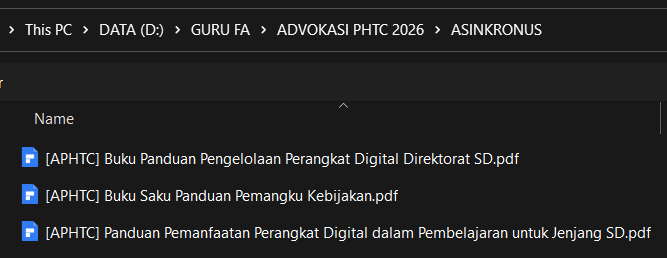 This PC > DATA (D:) > GURU FA > ADVOKASI PHTC 2026 > ASINKRONUS
r
Name
[APHTC] Buku Panduan Pengelolaan Perangkat Digital Direktorat SD.pdf
[APHTC] Buku Saku Panduan Pemangku Kebijakan.pdf
[APHTC] Panduan Pemanfaatan Perangkat Digital dalam Pembelajaran untuk Jenjang SD.pdf